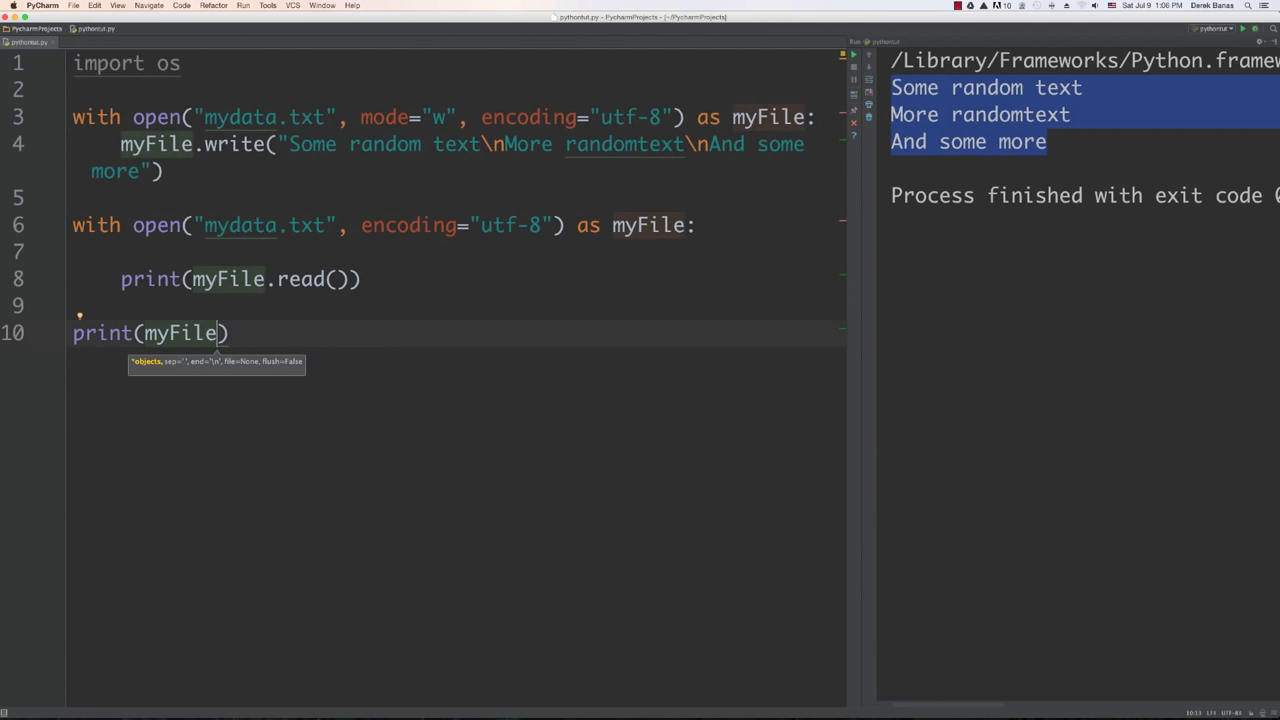 PyCharm File Edit View Navigate Code Refactor Run Tools VCS Window Help
10 Sat Jul 9 1:06 PM Derek Banas
pythontut.py - PycharmProjects - [~/PycharmProjects]
PycharmProjects pythontut.py
pythontut
pythontut.py
Run pythontut
1 import os
2
3 with open("mydata.txt", mode="w", encoding="utf-8") as myFile:
4 myFile.write("Some random text\nMore randomtext\nAnd some
more")
5
6 with open("mydata.txt", encoding="utf-8") as myFile:
7
8 print(myFile.read())
9
10 print(myFile)
*objects, sep=' ', end='\n', file=None, flush=False
/Library/Frameworks/Python.framew
Some random text
More randomtext
And some more
Process finished with exit code 0
10:13 LF÷ UTF-8÷